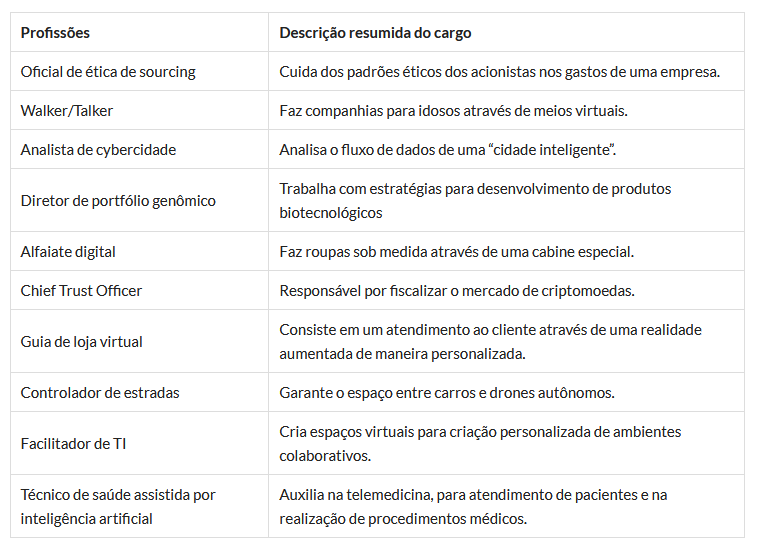 Profissões Descrição resumida do cargo
Oficial de ética de sourcing Cuida dos padrões éticos dos acionistas nos gastos de uma empresa.
Walker/Talker Faz companhias para idosos através de meios virtuais.
Analista de cybercidade Analisa o fluxo de dados de uma “cidade inteligente”.
Diretor de portfólio genômico Trabalha com estratégias para desenvolvimento de produtos
biotecnológicos
Alfaiate digital Faz roupas sob medida através de uma cabine especial.
Chief Trust Officer Responsável por fiscalizar o mercado de criptomoedas.
Guia de loja virtual Consiste em um atendimento ao cliente através de uma realidade
aumentada de maneira personalizada.
Controlador de estradas Garante o espaço entre carros e drones autônomos.
Facilitador de TI Cria espaços virtuais para criação personalizada de ambientes
colaborativos.
Técnico de saúde assistida por Auxilia na telemedicina, para atendimento de pacientes e na
inteligência artificial realização de procedimentos médicos.